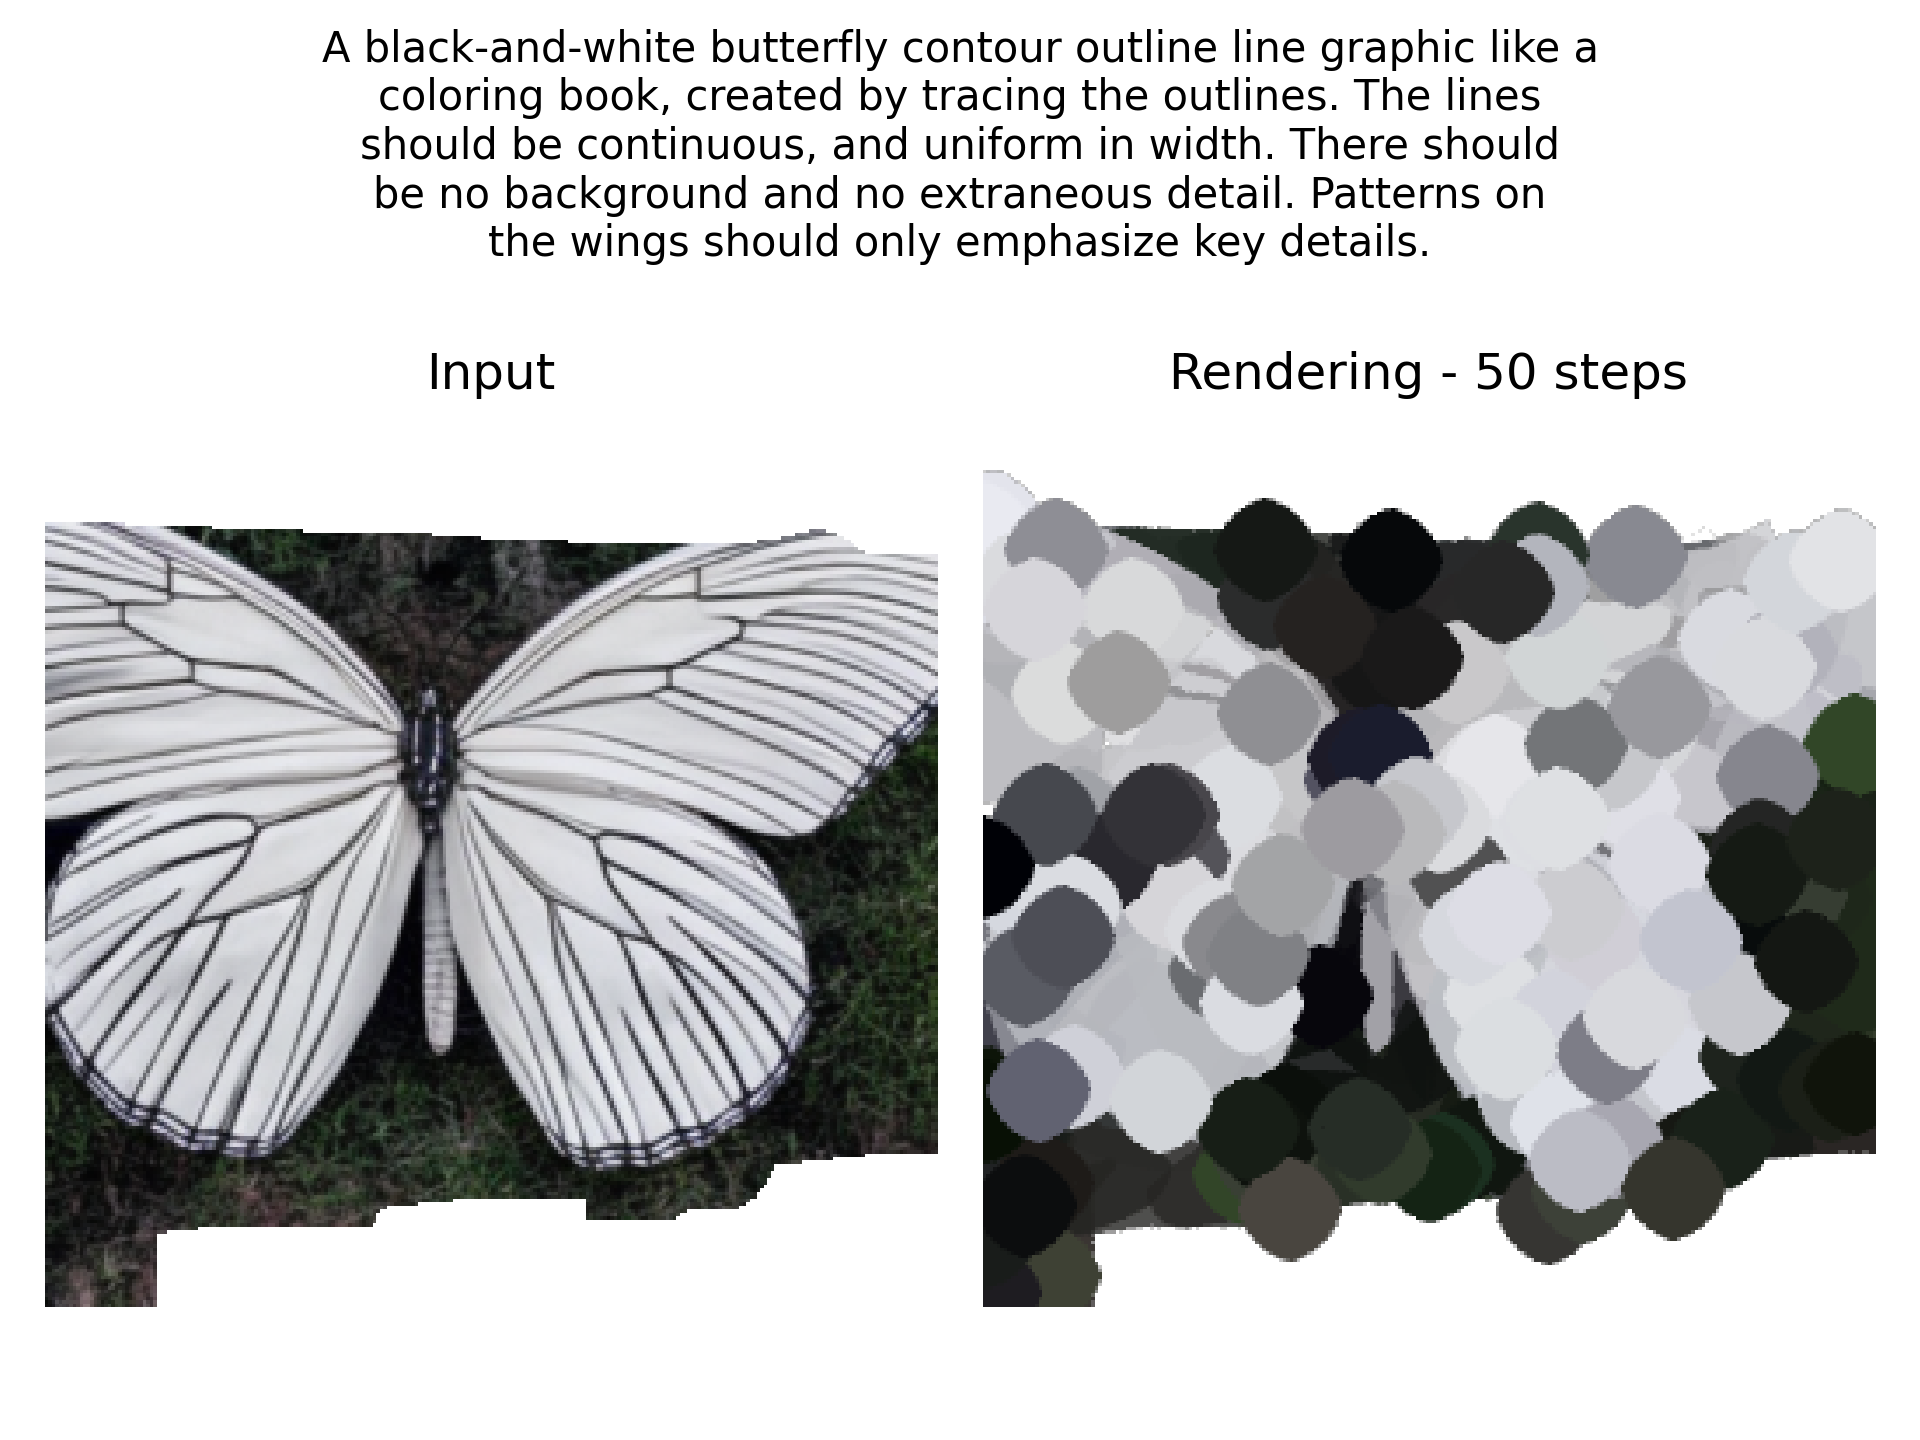 A black-and-white butterfly contour outline line graphic like a
coloring book, created by tracing the outlines. The lines
should be continuous, and uniform in width. There should
be no background and no extraneous detail. Patterns on
the wings should only emphasize key details.
Input
Rendering - 50 steps